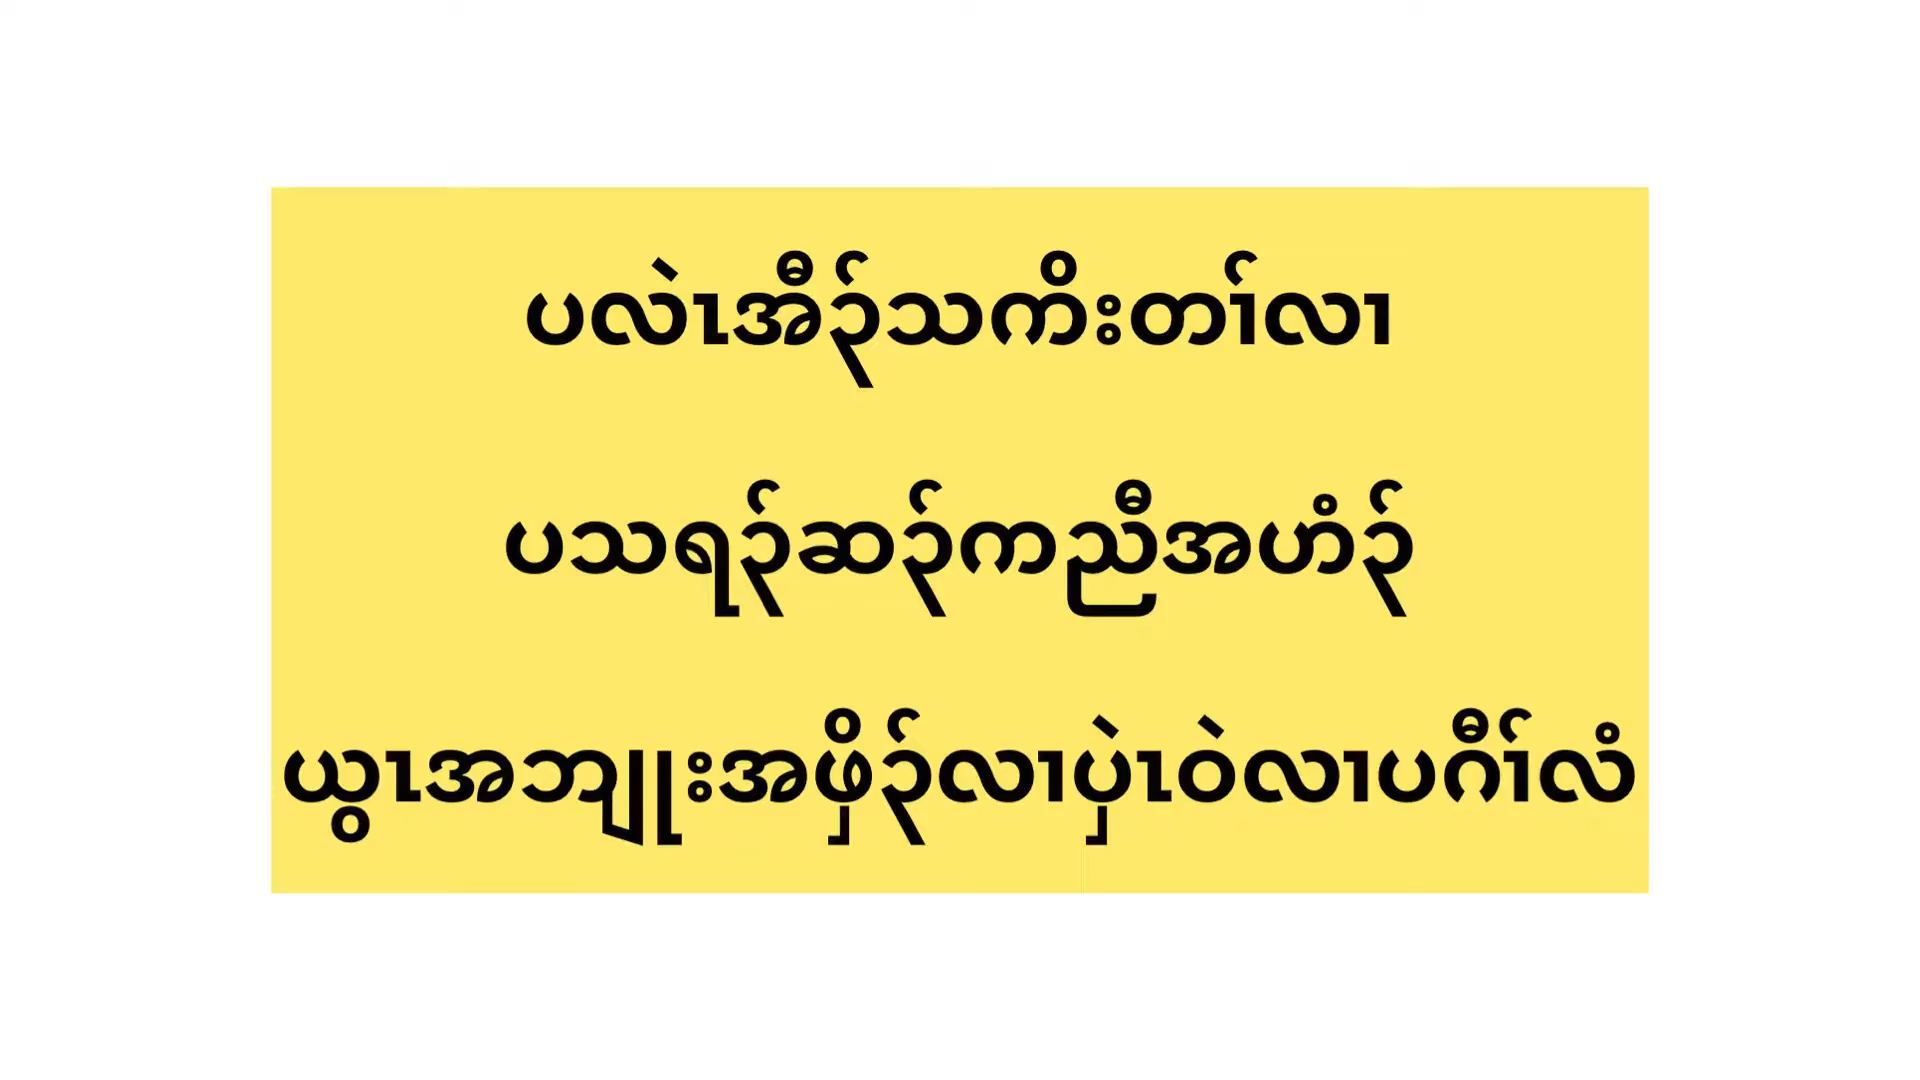 ပလဲၤအီၣ်သကိးတၢ်လၢ
ပသရၣ်ဆၣ်ကညီအဟံၣ်
ယွၤအဘျုးအဖှိၣ်လၢပှဲၤဝဲလၢပဂီၢ်လံ